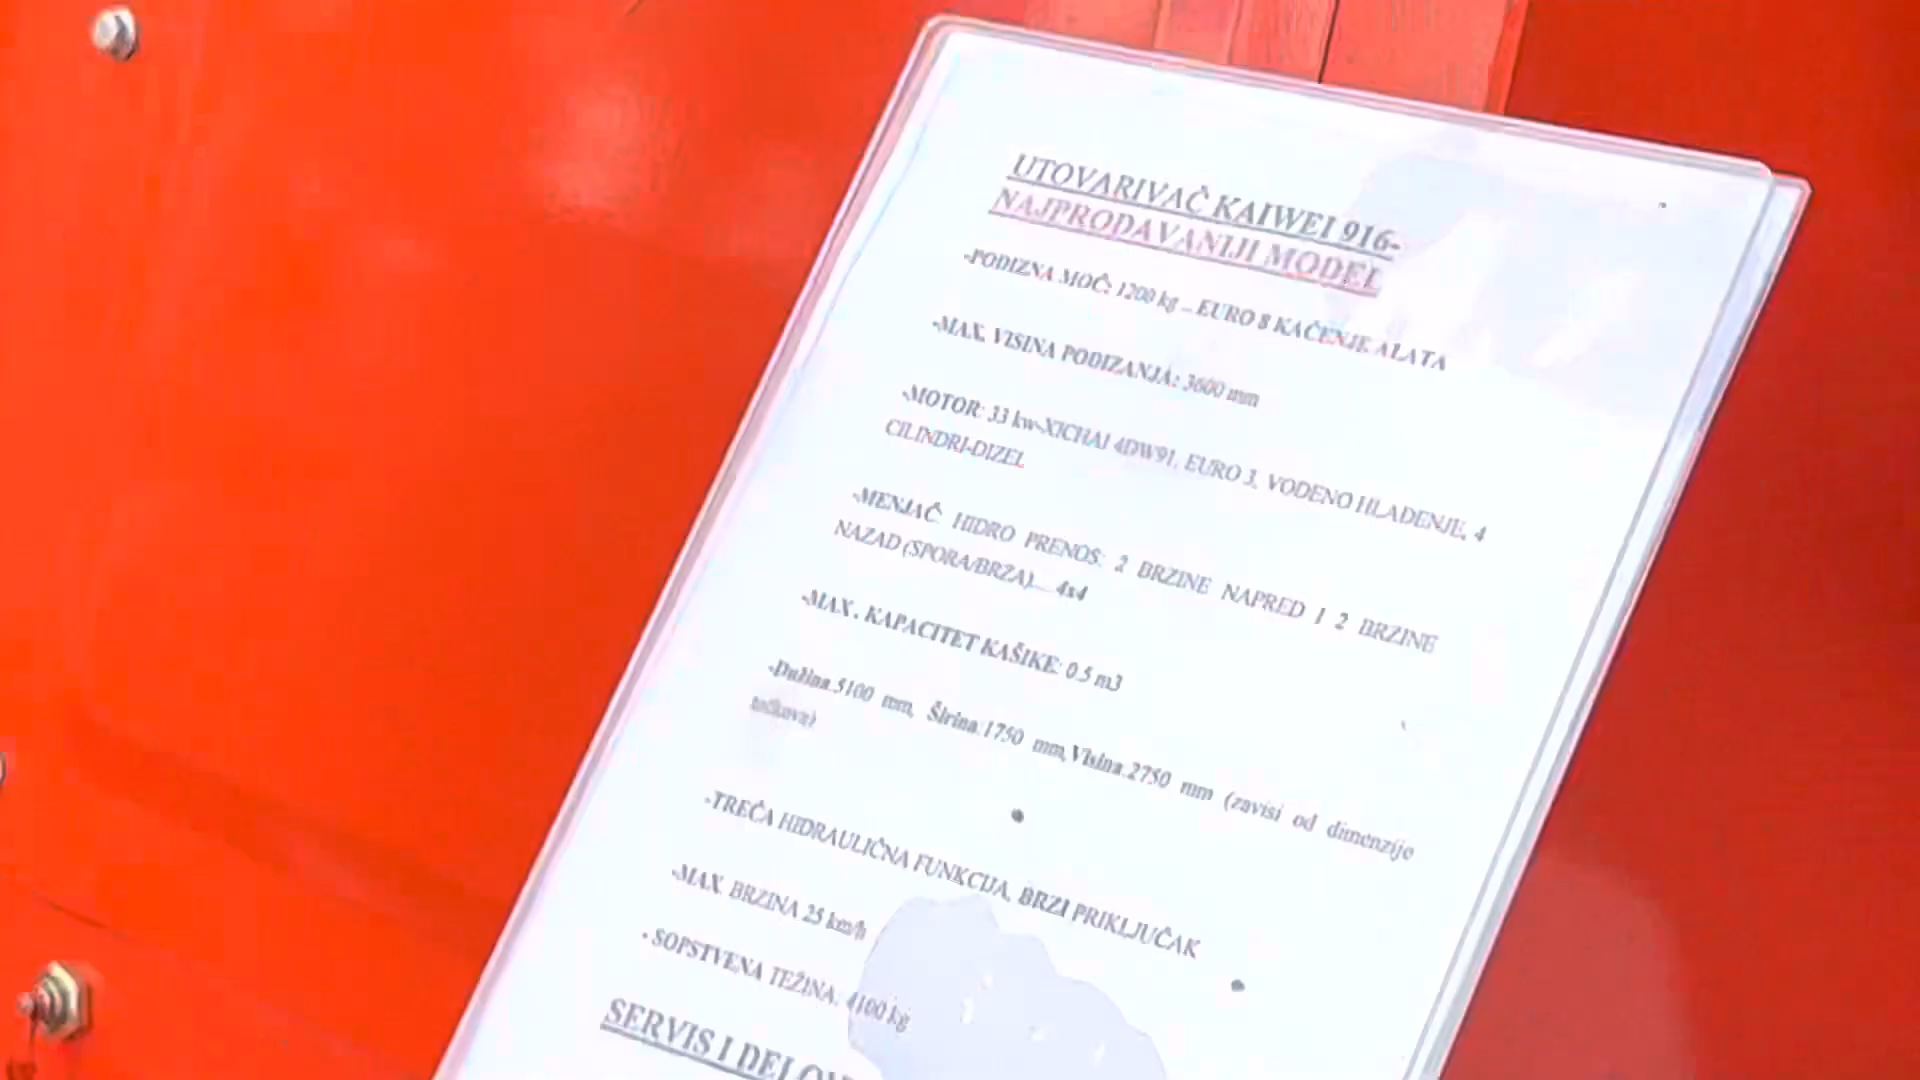 UTOVARIVAČ KAIWEI 916-
NAJPRODAVANIJI MODEL
-PODIZNA MOĆ: 1200 kg – EURO 8 KAČENJE ALATA
-MAX. VISINA PODIZANJA: 3600 mm
-MOTOR: 33 kw-XICHAI 4DW91, EURO 3, VODENO HLAĐENJE, 4
CILINDRI-DIZEL
-MENJAČ: HIDRO PRENOS: 2 BRZINE NAPRED I 2 BRZINE
NAZAD (SPORA/BRZA)... 4x4
-MAX. KAPACITET KAŠIKE: 0.5 m3
-Dužina:5100 mm, Širina:1750 mm,Visina:2750 mm (zavisi od dimenzije
točkova)
-TREĆA HIDRAULIČNA FUNKCIJA, BRZI PRIKLJUČAK
-MAX. BRZINA 25 km/h
- SOPSTVENA TEŽINA: 4100 kg
SERVIS I DELOV